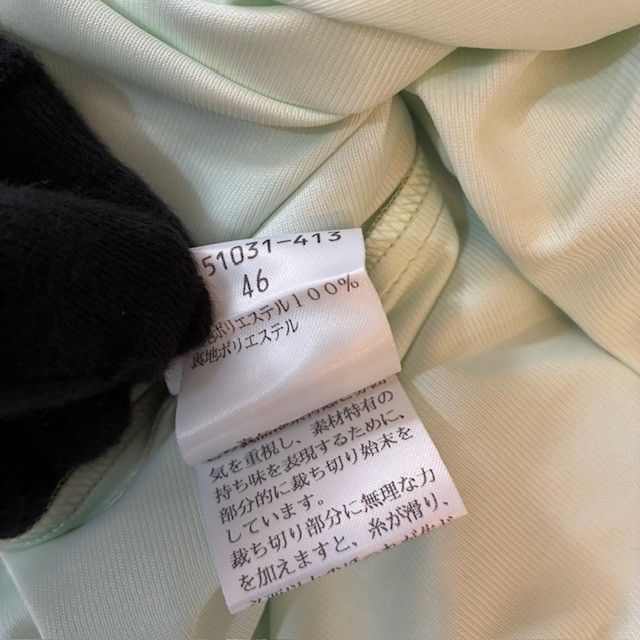 51031-413
46
地ポリエステル100%
裏地ポリエステル
気を重視し、素材特有の
持ち味を表現するために、
部分的に裁ち切り始末を
しています。
裁ち切り部分に無理な力
を加えますと、糸が滑り、